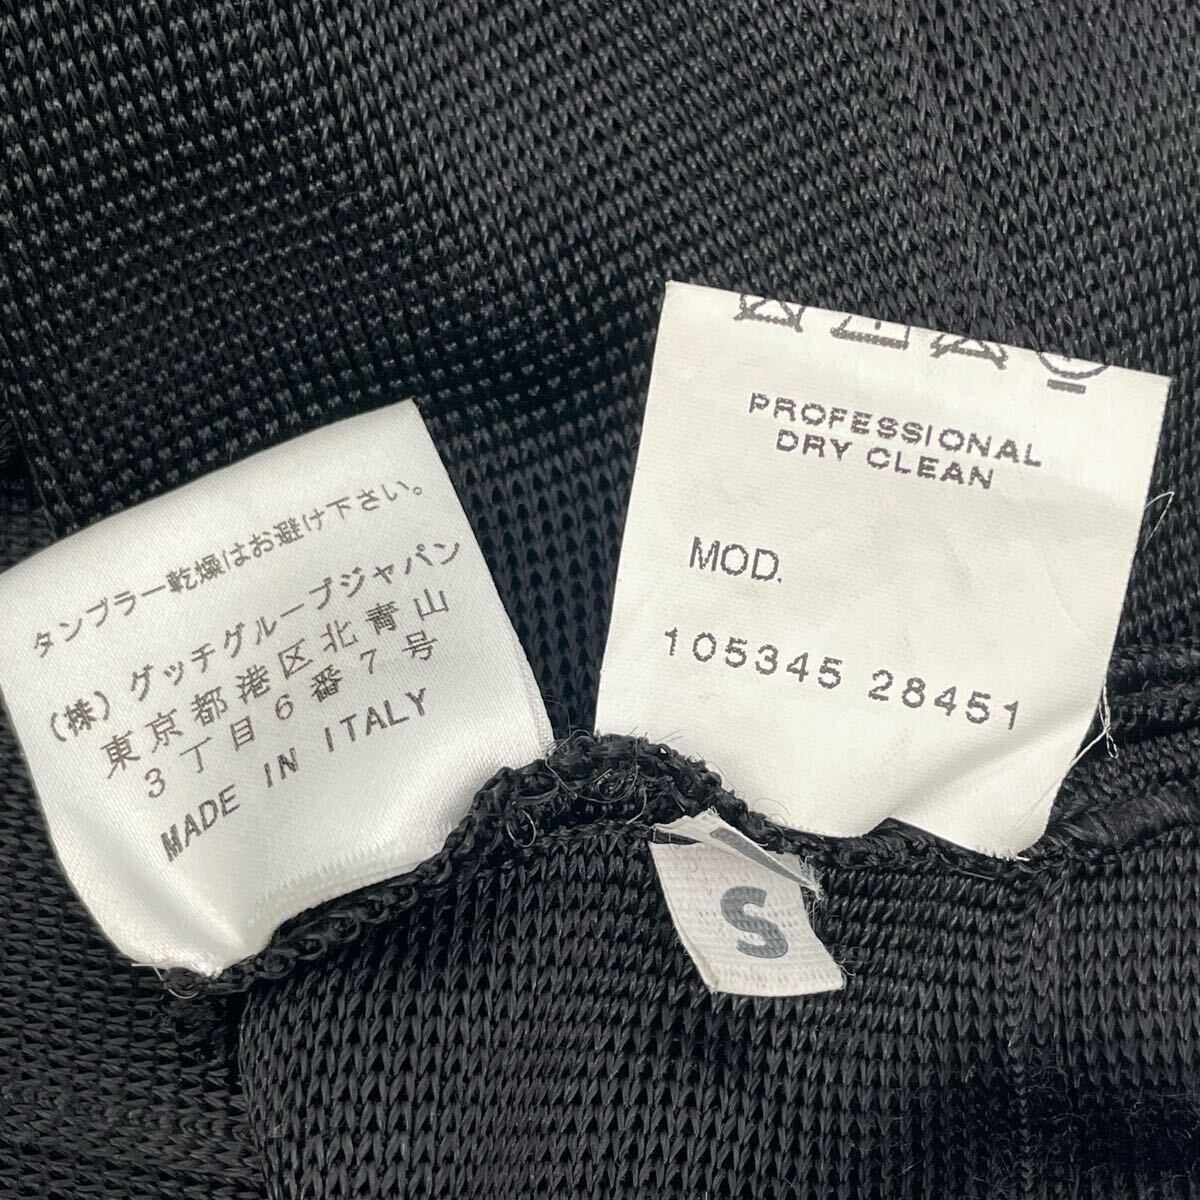 タンブラー乾燥はお避け下さい。
(株)グッチグループジャパン
東京都港区北青山
3丁目6番7号
MADE IN ITALY
PROFESSIONAL
DRY CLEAN
MOD.
105345 28451
S